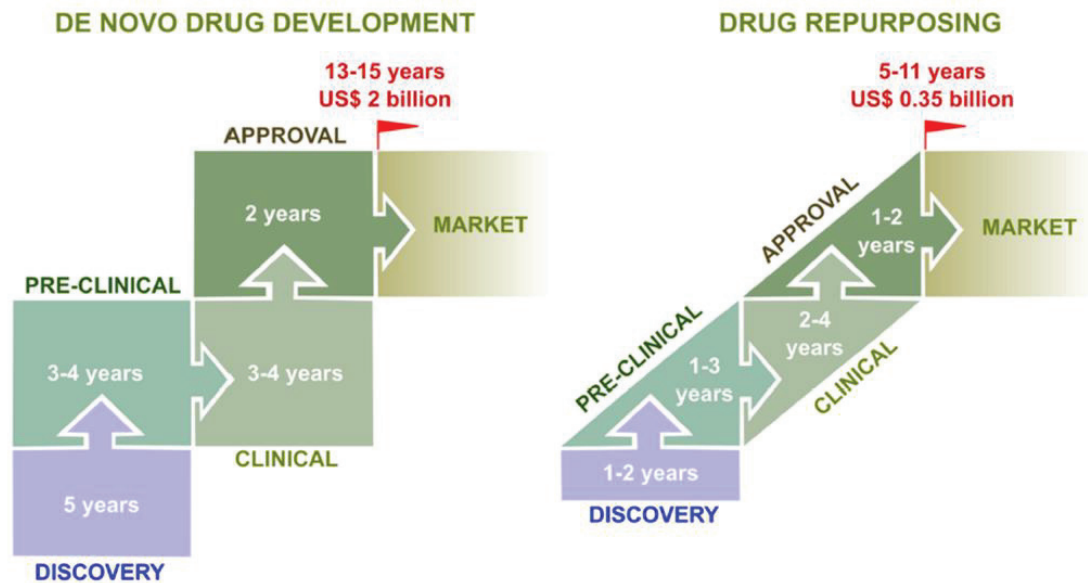 DE NOVO DRUG DEVELOPMENT
13-15 years
US$ 2 billion
APPROVAL
2 years
MARKET
PRE-CLINICAL
3-4 years
3-4 years
CLINICAL
5 years
DISCOVERY
DRUG REPURPOSING
5-11 years
US$ 0.35 billion
APPROVAL
1-2
years
MARKET
PRE-CLINICAL
1-3
years
2-4
years
CLINICAL
1-2 years
DISCOVERY